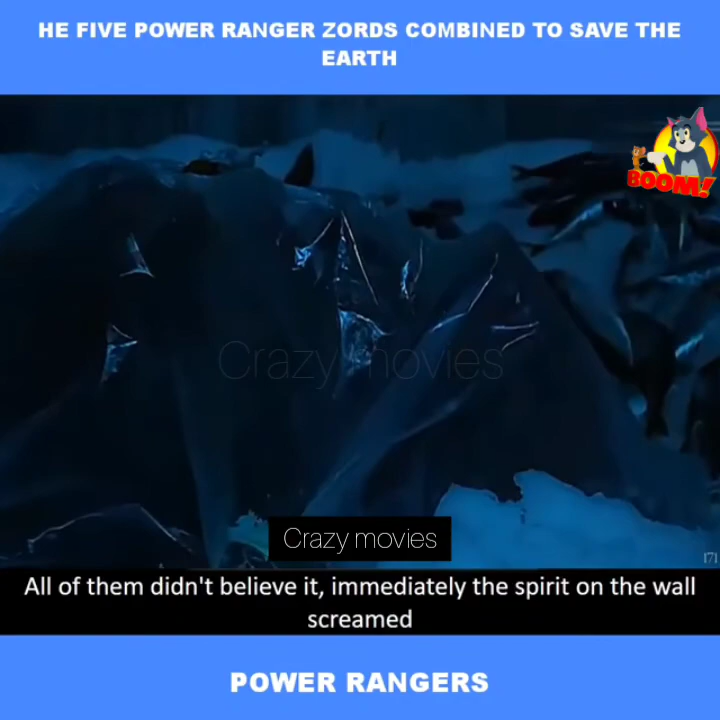 HE FIVE POWER RANGER ZORDS COMBINED TO SAVE THE
EARTH
BOOM!
Crazy movies
Crazy movies
171
All of them didn't believe it, immediately the spirit on the wall
screamed
POWER RANGERS